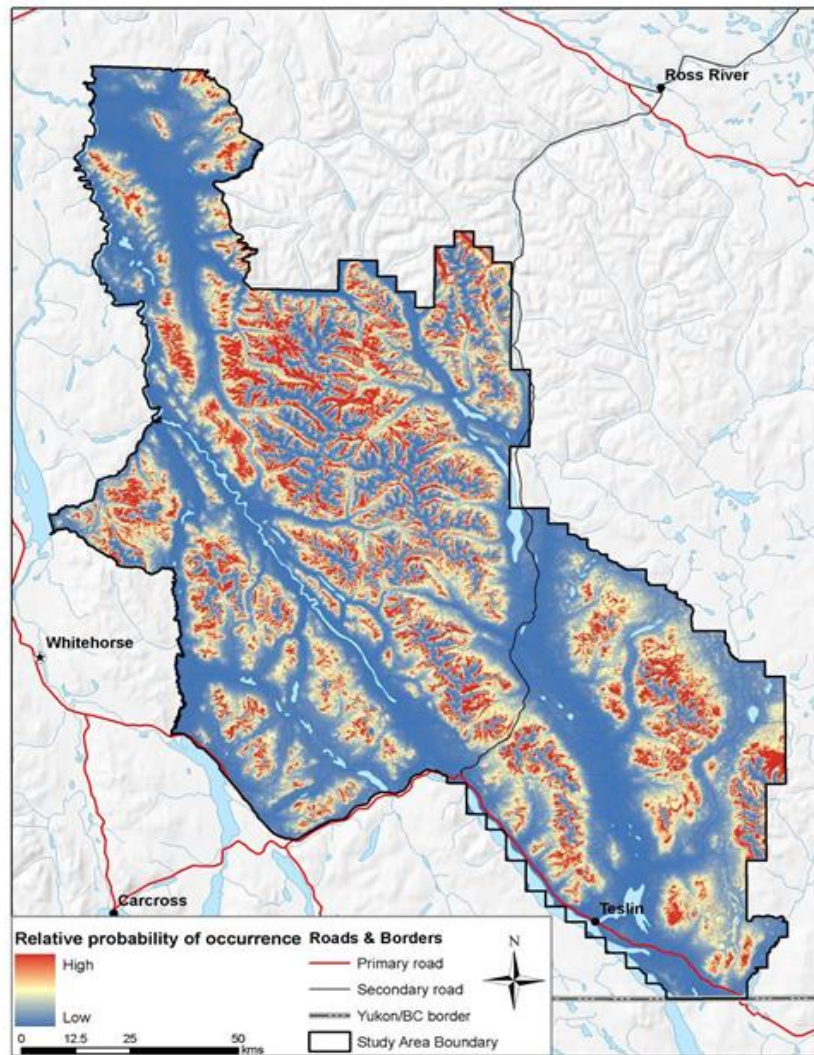 Ross River
Whitehorse
Carcross
Teslin
Relative probability of occurrence
High
Low
0 12.5 25 50
kms
Roads & Borders
Primary road
Secondary road
Yukon/BC border
Study Area Boundary
N